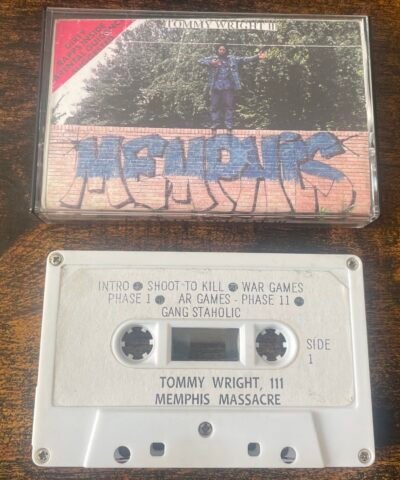 TOMMY WRIGHT III
MEMPHIS
INTRO ● SHOOT TO KILL ● WAR GAMES
PHASE 1 ● AR GAMES - PHASE 11 ●
GANG STAHOLIC
SIDE
1
TOMMY WRIGHT, 111
MEMPHIS MASSACRE